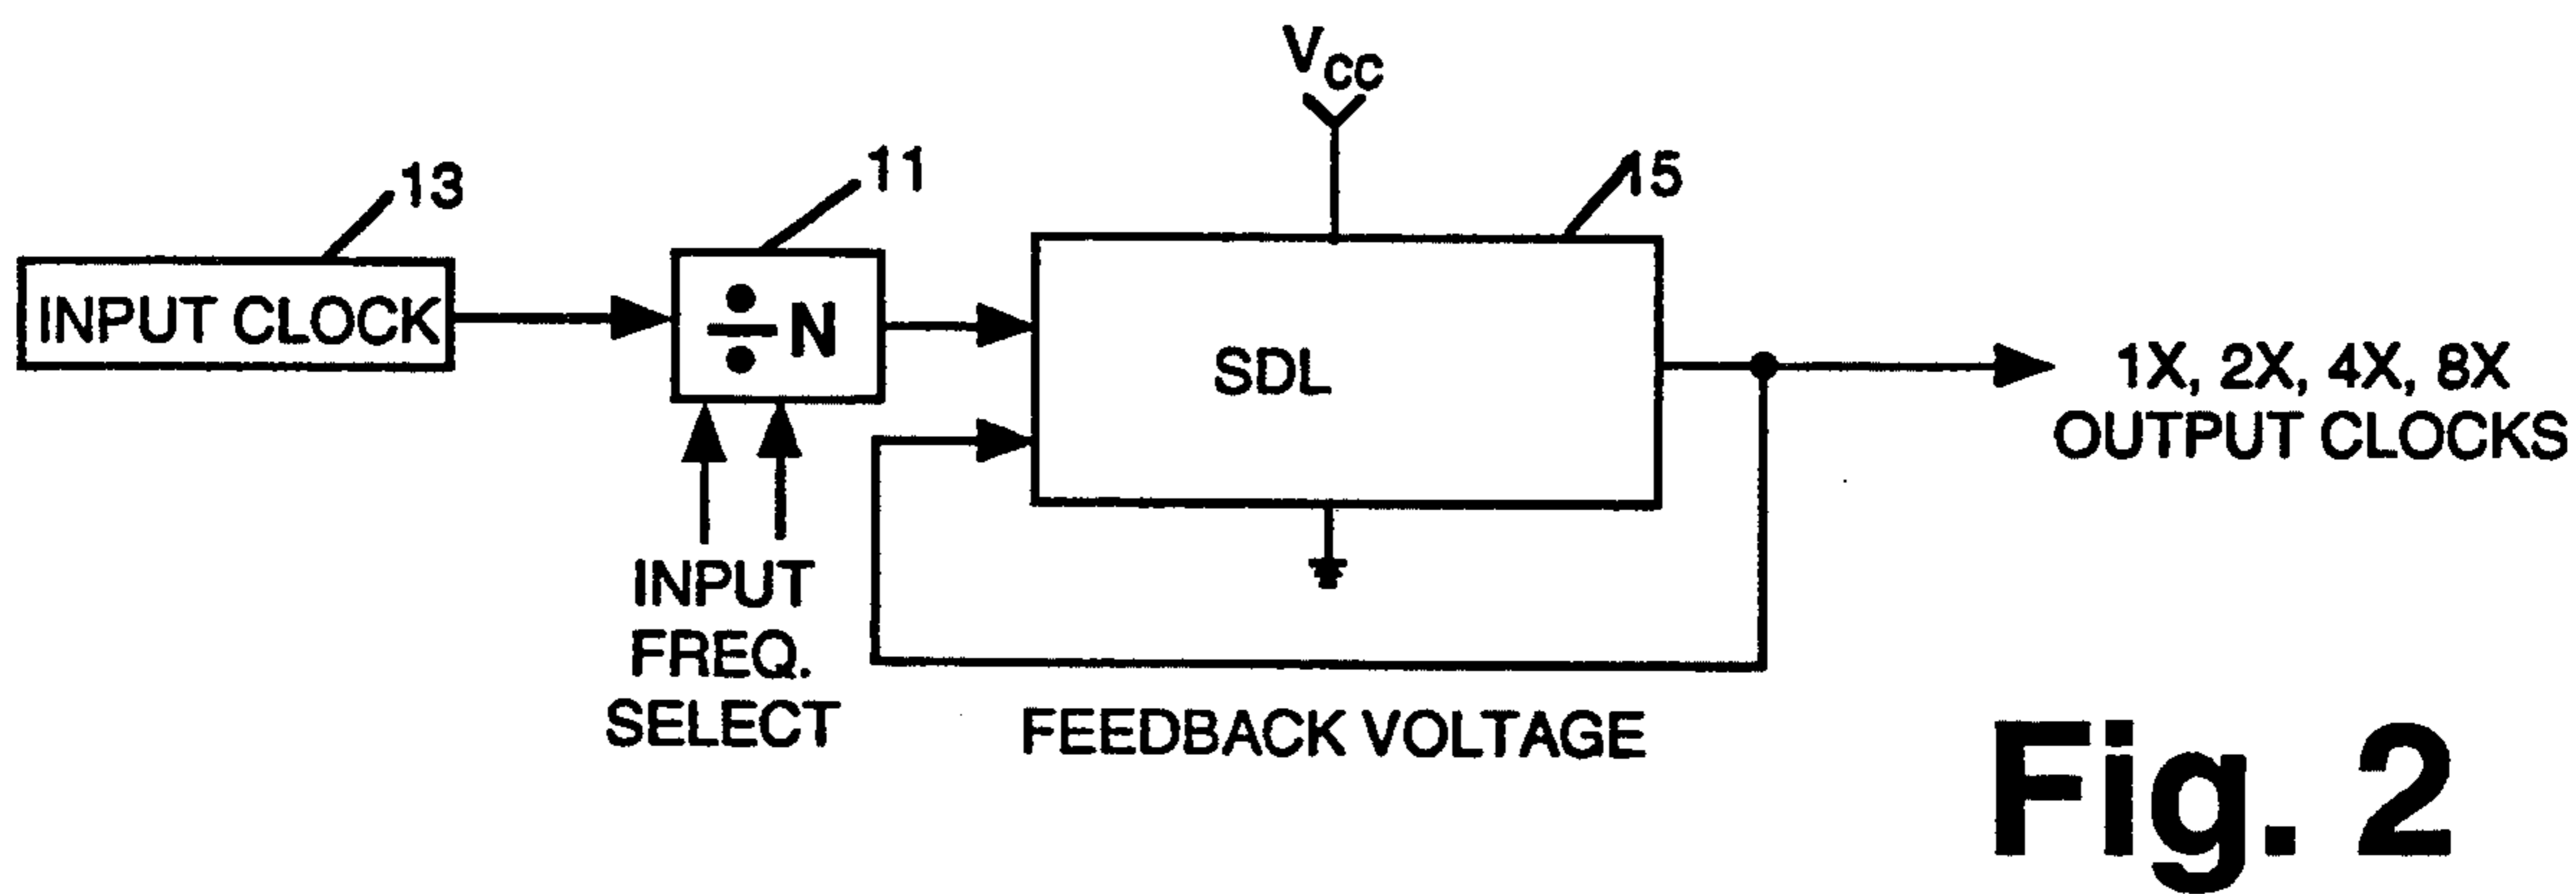 V_CC
13
11
15
INPUT CLOCK
÷ N
SDL
1X, 2X, 4X, 8X
OUTPUT CLOCKS
INPUT
FREQ.
SELECT
FEEDBACK VOLTAGE
Fig. 2